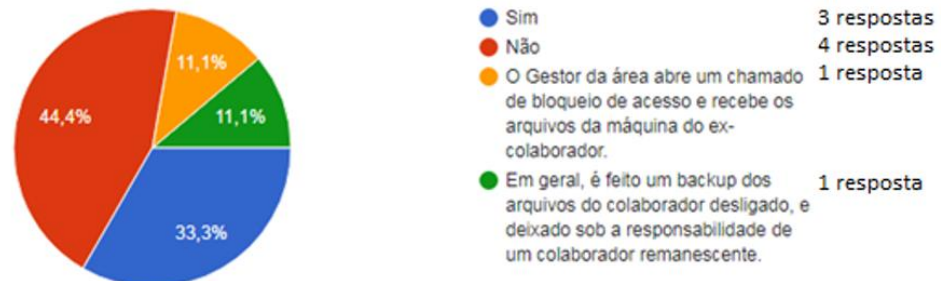 11,1%
44,4%
11,1%
33,3%
Sim 3 respostas
Não 4 respostas
O Gestor da área abre um chamado 1 resposta
de bloqueio de acesso e recebe os
arquivos da máquina do ex-
colaborador.
Em geral, é feito um backup dos 1 resposta
arquivos do colaborador desligado, e
deixado sob a responsabilidade de
um colaborador remanescente.